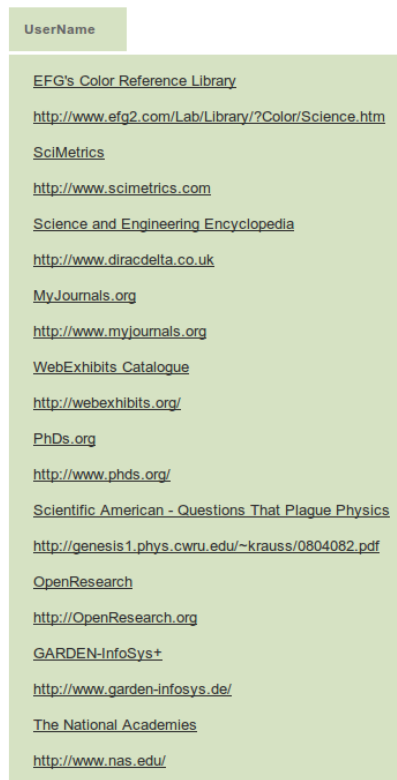 UserName
EFG's Color Reference Library
http://www.efg2.com/Lab/Library/?Color/Science.htm
SciMetrics
http://www.scimetrics.com
Science and Engineering Encyclopedia
http://www.diracdelta.co.uk
MyJournals.org
http://www.myjournals.org
WebExhibits Catalogue
http://webexhibits.org/
PhDs.org
http://www.phds.org/
Scientific American - Questions That Plague Physics
http://genesis1.phys.cwru.edu/~krauss/0804082.pdf
OpenResearch
http://OpenResearch.org
GARDEN-InfoSys+
http://www.garden-infosys.de/
The National Academies
http://www.nas.edu/